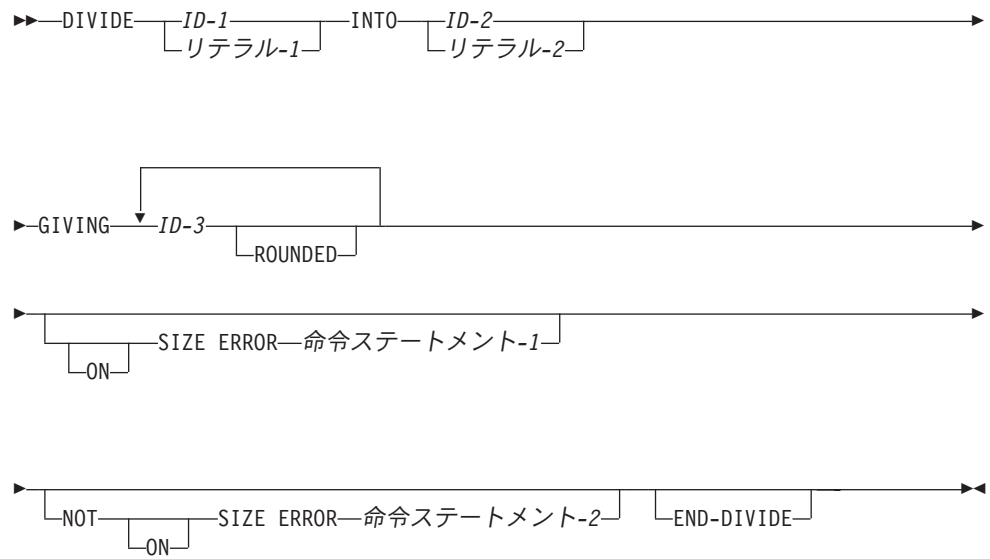 DIVIDE ID-1 INTO ID-2
リテラル-1 リテラル-2
GIVING ID-3
ROUNDED
SIZE ERROR 命令ステートメント-1
ON
NOT SIZE ERROR 命令ステートメント-2 END-DIVIDE
ON